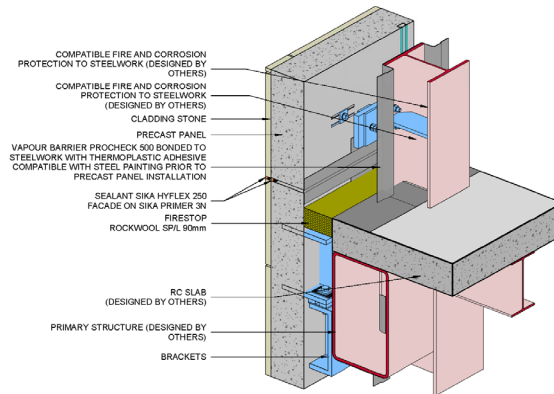 COMPATIBLE FIRE AND CORROSION
PROTECTION TO STEELWORK (DESIGNED BY
OTHERS)
COMPATIBLE FIRE AND CORROSION
PROTECTION TO STEELWORK
(DESIGNED BY OTHERS)
CLADDING STONE
PRECAST PANEL
VAPOUR BARRIER PROCHECK 500 BONDED TO
STEELWORK WITH THERMOPLASTIC ADHESIVE
COMPATIBLE WITH STEEL PAINTING PRIOR TO
PRECAST PANEL INSTALLATION
SEALANT SIKA HYFLEX 250
FACADE ON SIKA PRIMER 3N
FIRESTOP
ROCKWOOL SP/L 90mm
RC SLAB
(DESIGNED BY OTHERS)
PRIMARY STRUCTURE (DESIGNED BY
OTHERS)
BRACKETS